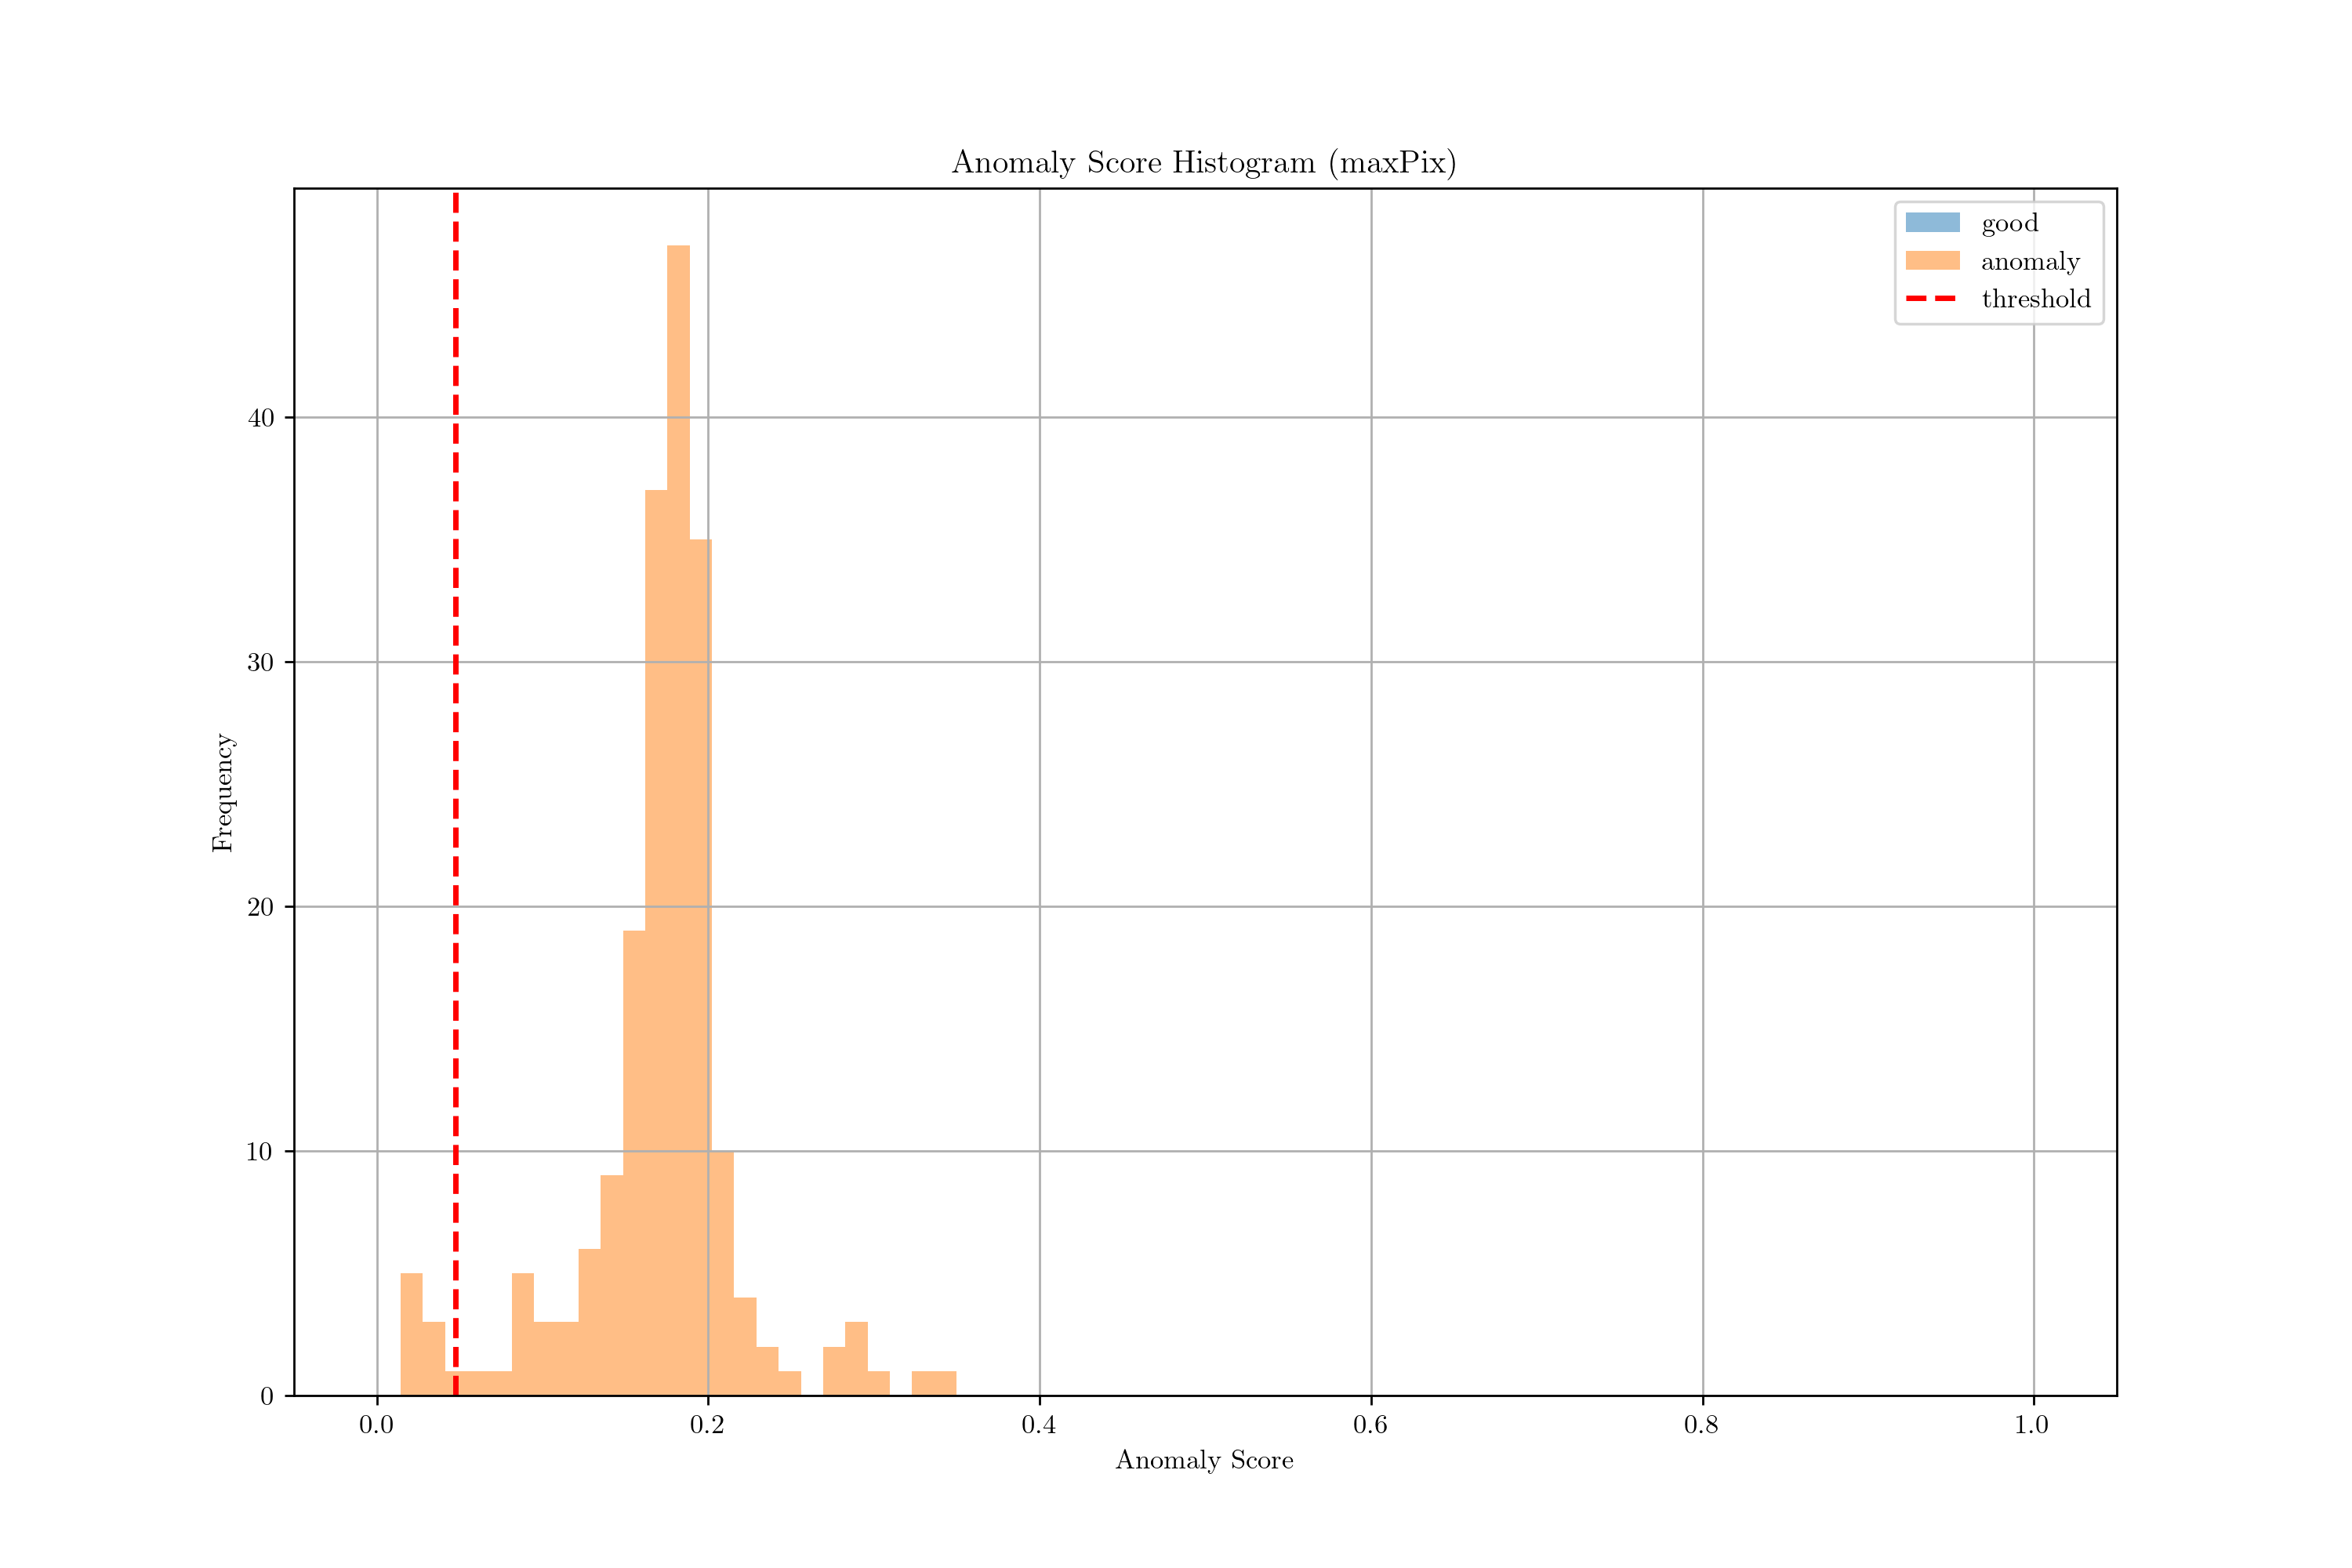 Anomaly Score Histogram (maxPix)
good
anomaly
threshold
40
30
20
10
0
Frequency
0.0 0.2 0.4 0.6 0.8 1.0
Anomaly Score